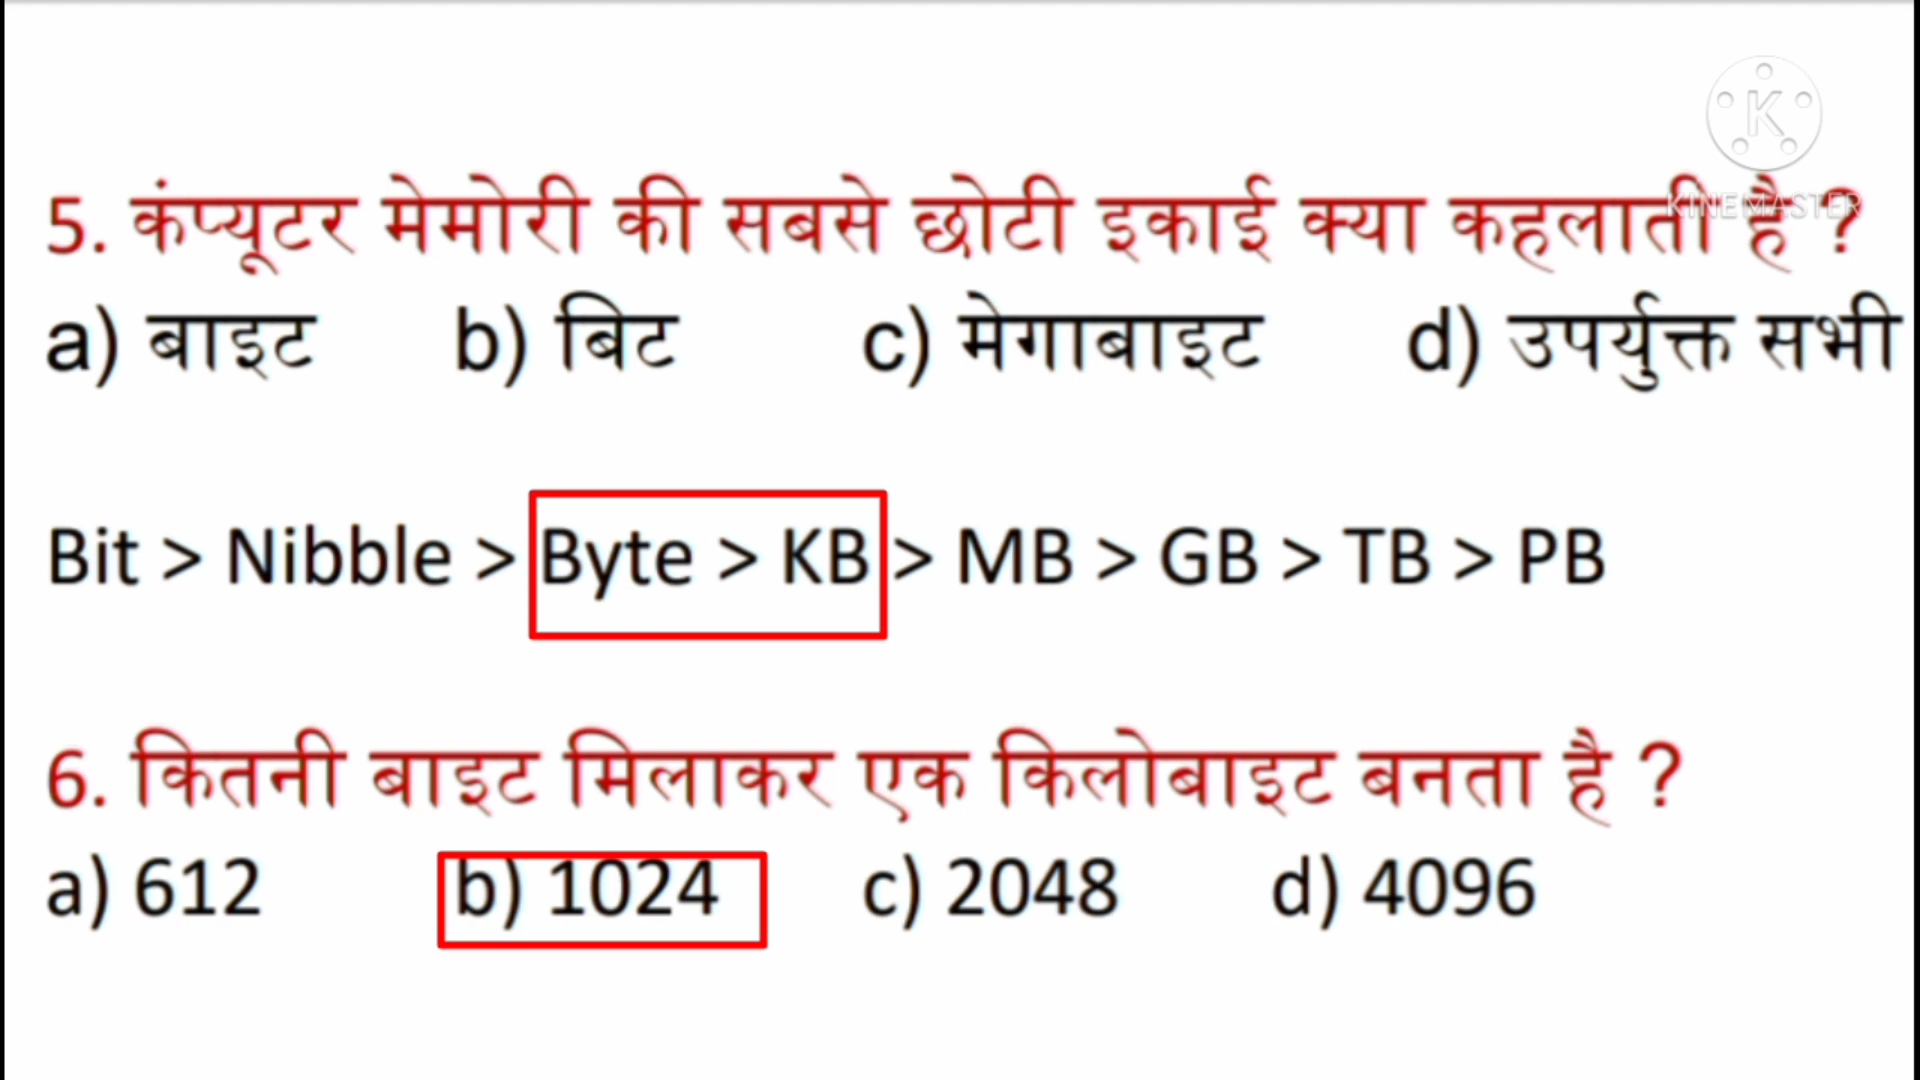 K
KINEMASTER
5. कंप्यूटर मेमोरी की सबसे छोटी इकाई क्या कहलाती है ?
a) बाइट b) बिट c) मेगाबाइट d) उपर्युक्त सभी
Bit > Nibble > Byte > KB > MB > GB > TB > PB
6. कितनी बाइट मिलाकर एक किलोबाइट बनता है ?
a) 612 b) 1024 c) 2048 d) 4096